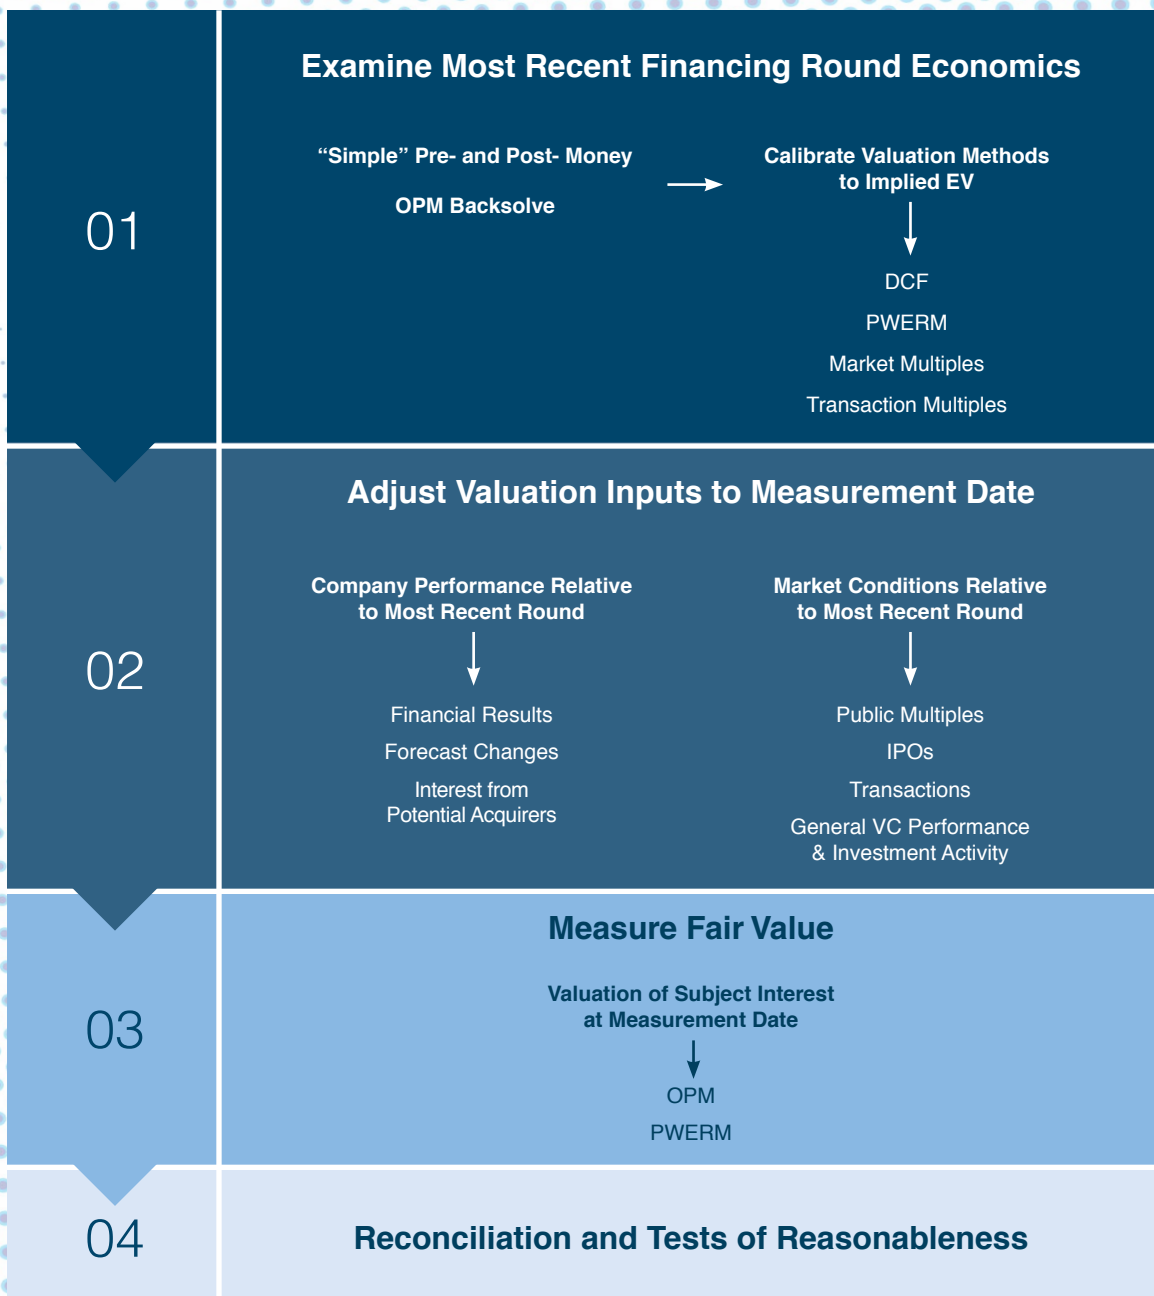 01
Examine Most Recent Financing Round Economics
“Simple” Pre- and Post- Money
OPM Backsolve
Calibrate Valuation Methods
to Implied EV
DCF
PWERM
Market Multiples
Transaction Multiples
02
Adjust Valuation Inputs to Measurement Date
Company Performance Relative
to Most Recent Round
Financial Results
Forecast Changes
Interest from
Potential Acquirers
Market Conditions Relative
to Most Recent Round
Public Multiples
IPOs
Transactions
General VC Performance
& Investment Activity
03
Measure Fair Value
Valuation of Subject Interest
at Measurement Date
OPM
PWERM
04
Reconciliation and Tests of Reasonableness